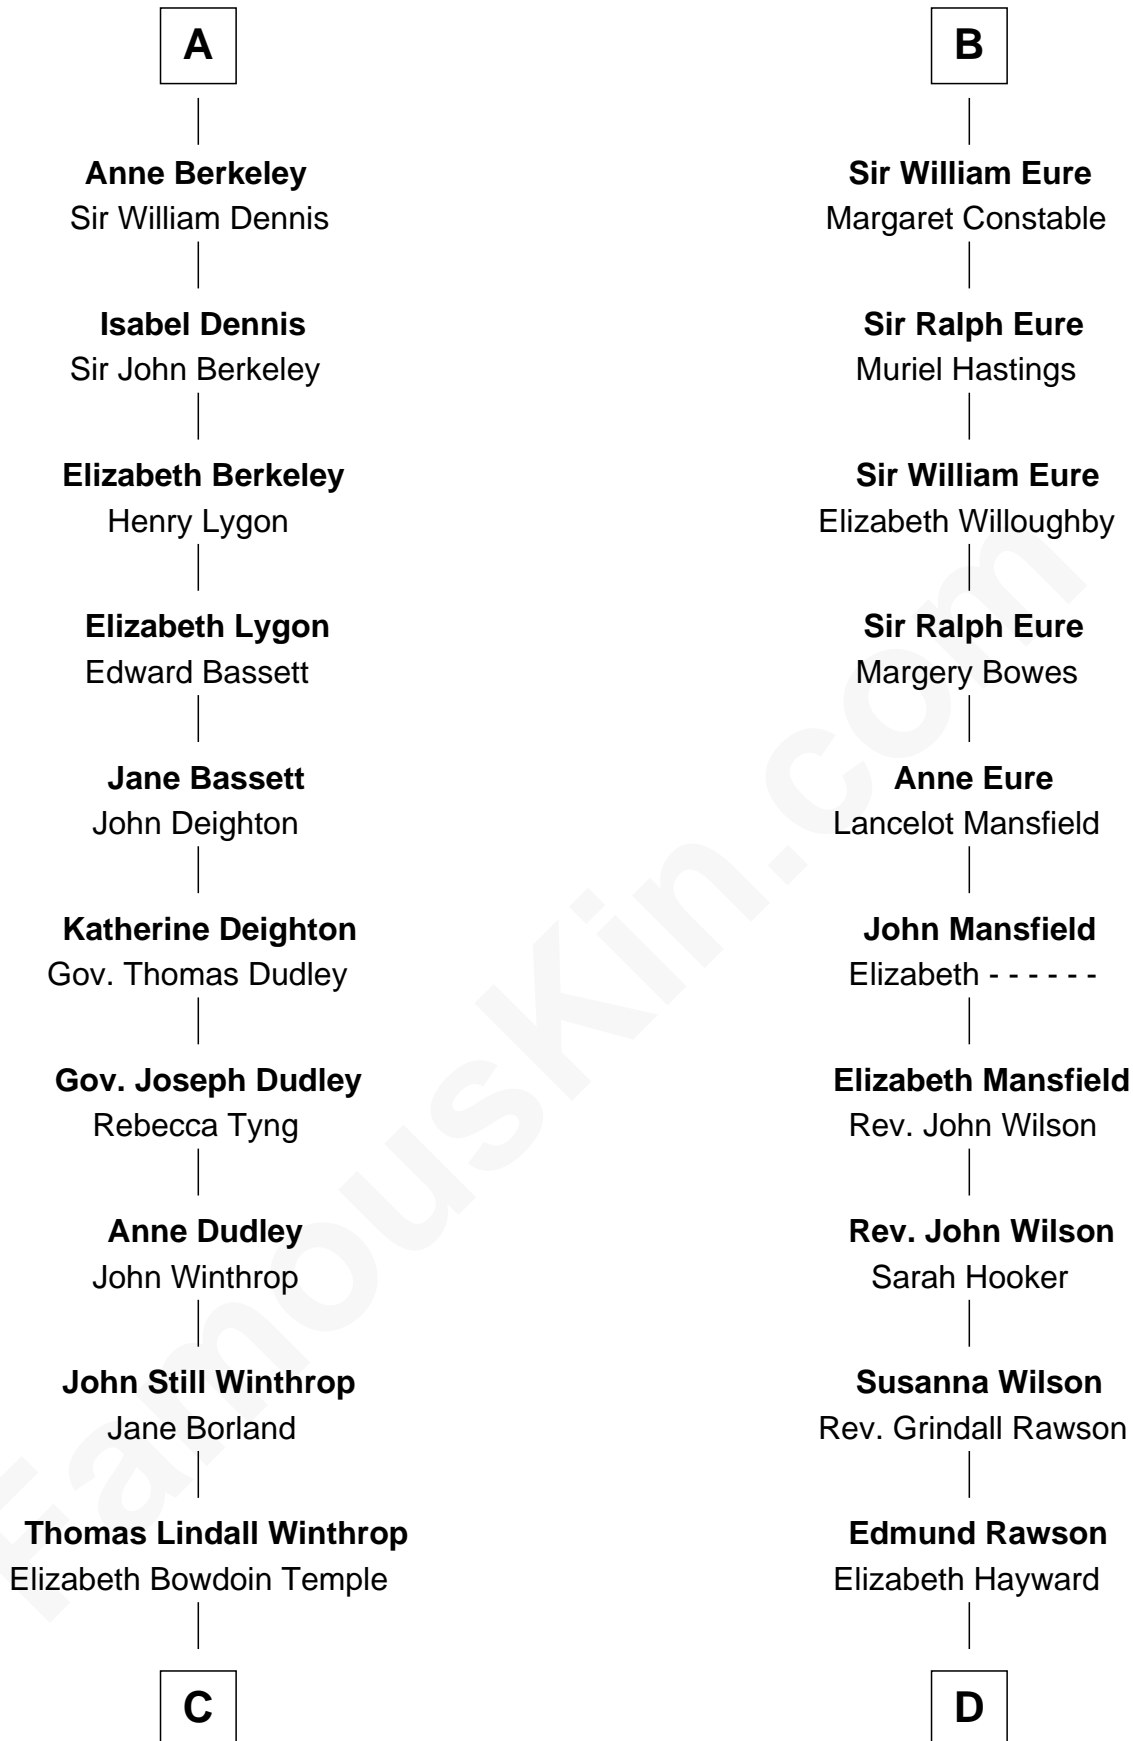 A
Anne Berkeley
Sir William Dennis
Isabel Dennis
Sir John Berkeley
Elizabeth Berkeley
Henry Lygon
Elizabeth Lygon
Edward Bassett
Jane Bassett
John Deighton
Katherine Deighton
Gov. Thomas Dudley
Gov. Joseph Dudley
Rebecca Tyng
Anne Dudley
John Winthrop
John Still Winthrop
Jane Borland
Thomas Lindall Winthrop
Elizabeth Bowdoin Temple
C
B
Sir William Eure
Margaret Constable
Sir Ralph Eure
Muriel Hastings
Sir William Eure
Elizabeth Willoughby
Sir Ralph Eure
Margery Bowes
Anne Eure
Lancelot Mansfield
John Mansfield
Elizabeth - - - - - -
Elizabeth Mansfield
Rev. John Wilson
Rev. John Wilson
Sarah Hooker
Susanna Wilson
Rev. Grindall Rawson
Edmund Rawson
Elizabeth Hayward
D
FamousKin.com